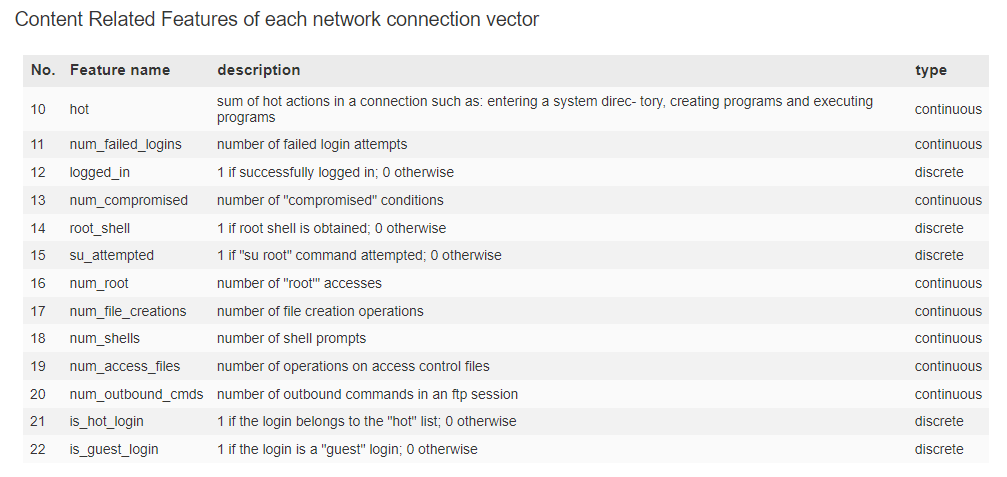 Content Related Features of each network connection vector
No. Feature name description type
10 hot sum of hot actions in a connection such as: entering a system direc- tory, creating programs and executing programs continuous
11 num_failed_logins number of failed login attempts continuous
12 logged_in 1 if successfully logged in; 0 otherwise discrete
13 num_compromised number of "compromised" conditions continuous
14 root_shell 1 if root shell is obtained; 0 otherwise discrete
15 su_attempted 1 if "su root" command attempted; 0 otherwise discrete
16 num_root number of "root'" accesses continuous
17 num_file_creations number of file creation operations continuous
18 num_shells number of shell prompts continuous
19 num_access_files number of operations on access control files continuous
20 num_outbound_cmds number of outbound commands in an ftp session continuous
21 is_hot_login 1 if the login belongs to the "hot" list; 0 otherwise discrete
22 is_guest_login 1 if the login is a "guest" login; 0 otherwise discrete